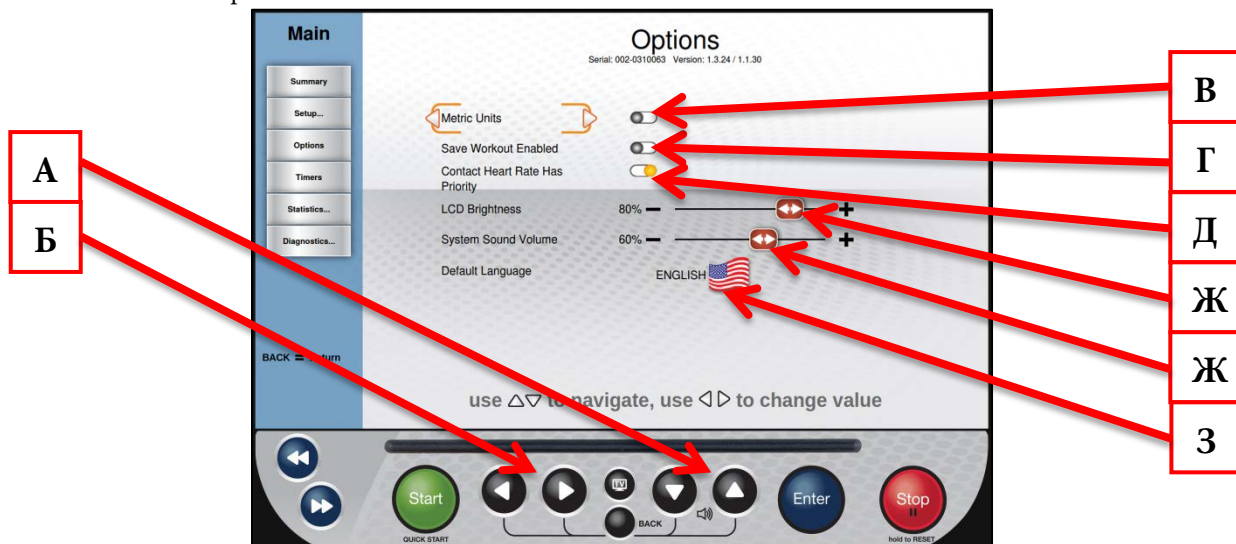 Main
Options
Serial: 002-0310063 Version: 1.3.24 / 1.1.30
Summary
Setup...
Options
Timers
Statistics...
Diagnostics...
Metric Units
Save Workout Enabled
Contact Heart Rate Has
Priority
LCD Brightness 80%
System Sound Volume 60%
Default Language ENGLISH
BACK = Return
use △▽ to navigate, use ◁ ▷ to change value
Start
QUICK START
TV
BACK
Enter
Stop
hold to RESET
А
Б
В
Г
Д
Ж
Ж
З